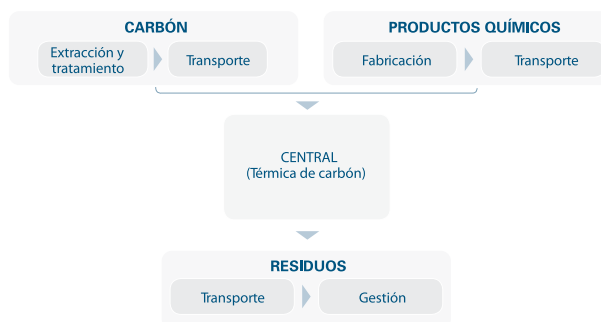 CARBÓN
Extracción y
tratamiento
Transporte
PRODUCTOS QUÍMICOS
Fabricación
Transporte
CENTRAL
(Térmica de carbón)
RESIDUOS
Transporte
Gestión